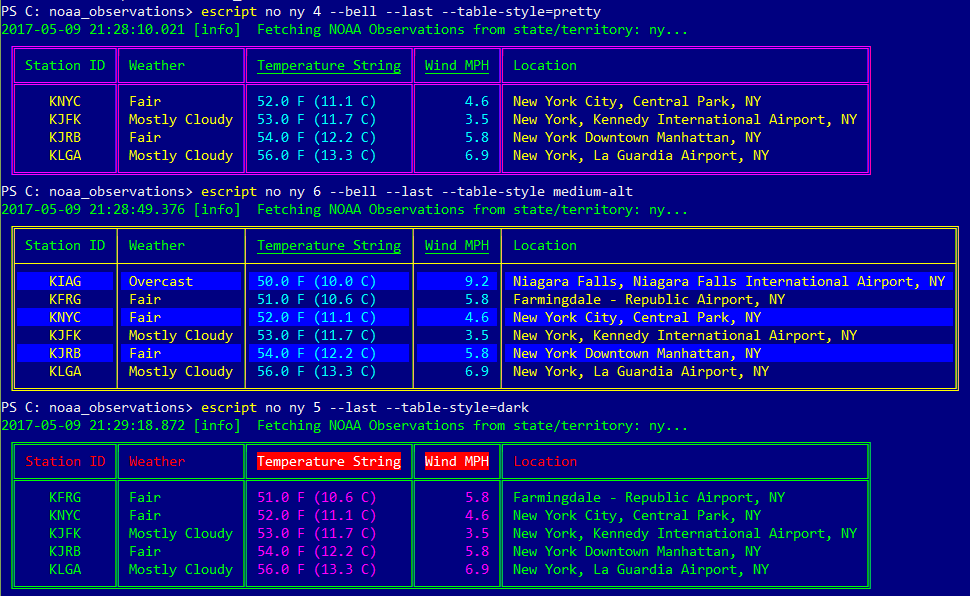 PS C: noaa_observations> escript no ny 4 --bell --last --table-style=pretty
2017-05-09 21:28:10.021 [info]  Fetching NOAA Observations from state/territory: ny...
Station ID Weather Temperature String Wind MPH Location
KNYC Fair 52.0 F (11.1 C) 4.6 New York City, Central Park, NY
KJFK Mostly Cloudy 53.0 F (11.7 C) 3.5 New York, Kennedy International Airport, NY
KJRB Fair 54.0 F (12.2 C) 5.8 New York Downtown Manhattan, NY
KLGA Mostly Cloudy 56.0 F (13.3 C) 6.9 New York, La Guardia Airport, NY
PS C: noaa_observations> escript no ny 6 --bell --last --table-style medium-alt
2017-05-09 21:28:49.376 [info]  Fetching NOAA Observations from state/territory: ny...
Station ID Weather Temperature String Wind MPH Location
KIAG Overcast 50.0 F (10.0 C) 9.2 Niagara Falls, Niagara Falls International Airport, NY
KFRG Fair 51.0 F (10.6 C) 5.8 Farmingdale - Republic Airport, NY
KNYC Fair 52.0 F (11.1 C) 4.6 New York City, Central Park, NY
KJFK Mostly Cloudy 53.0 F (11.7 C) 3.5 New York, Kennedy International Airport, NY
KJRB Fair 54.0 F (12.2 C) 5.8 New York Downtown Manhattan, NY
KLGA Mostly Cloudy 56.0 F (13.3 C) 6.9 New York, La Guardia Airport, NY
PS C: noaa_observations> escript no ny 5 --last --table-style=dark
2017-05-09 21:29:18.872 [info]  Fetching NOAA Observations from state/territory: ny...
Station ID Weather Temperature String Wind MPH Location
KFRG Fair 51.0 F (10.6 C) 5.8 Farmingdale - Republic Airport, NY
KNYC Fair 52.0 F (11.1 C) 4.6 New York City, Central Park, NY
KJFK Mostly Cloudy 53.0 F (11.7 C) 3.5 New York, Kennedy International Airport, NY
KJRB Fair 54.0 F (12.2 C) 5.8 New York Downtown Manhattan, NY
KLGA Mostly Cloudy 56.0 F (13.3 C) 6.9 New York, La Guardia Airport, NY